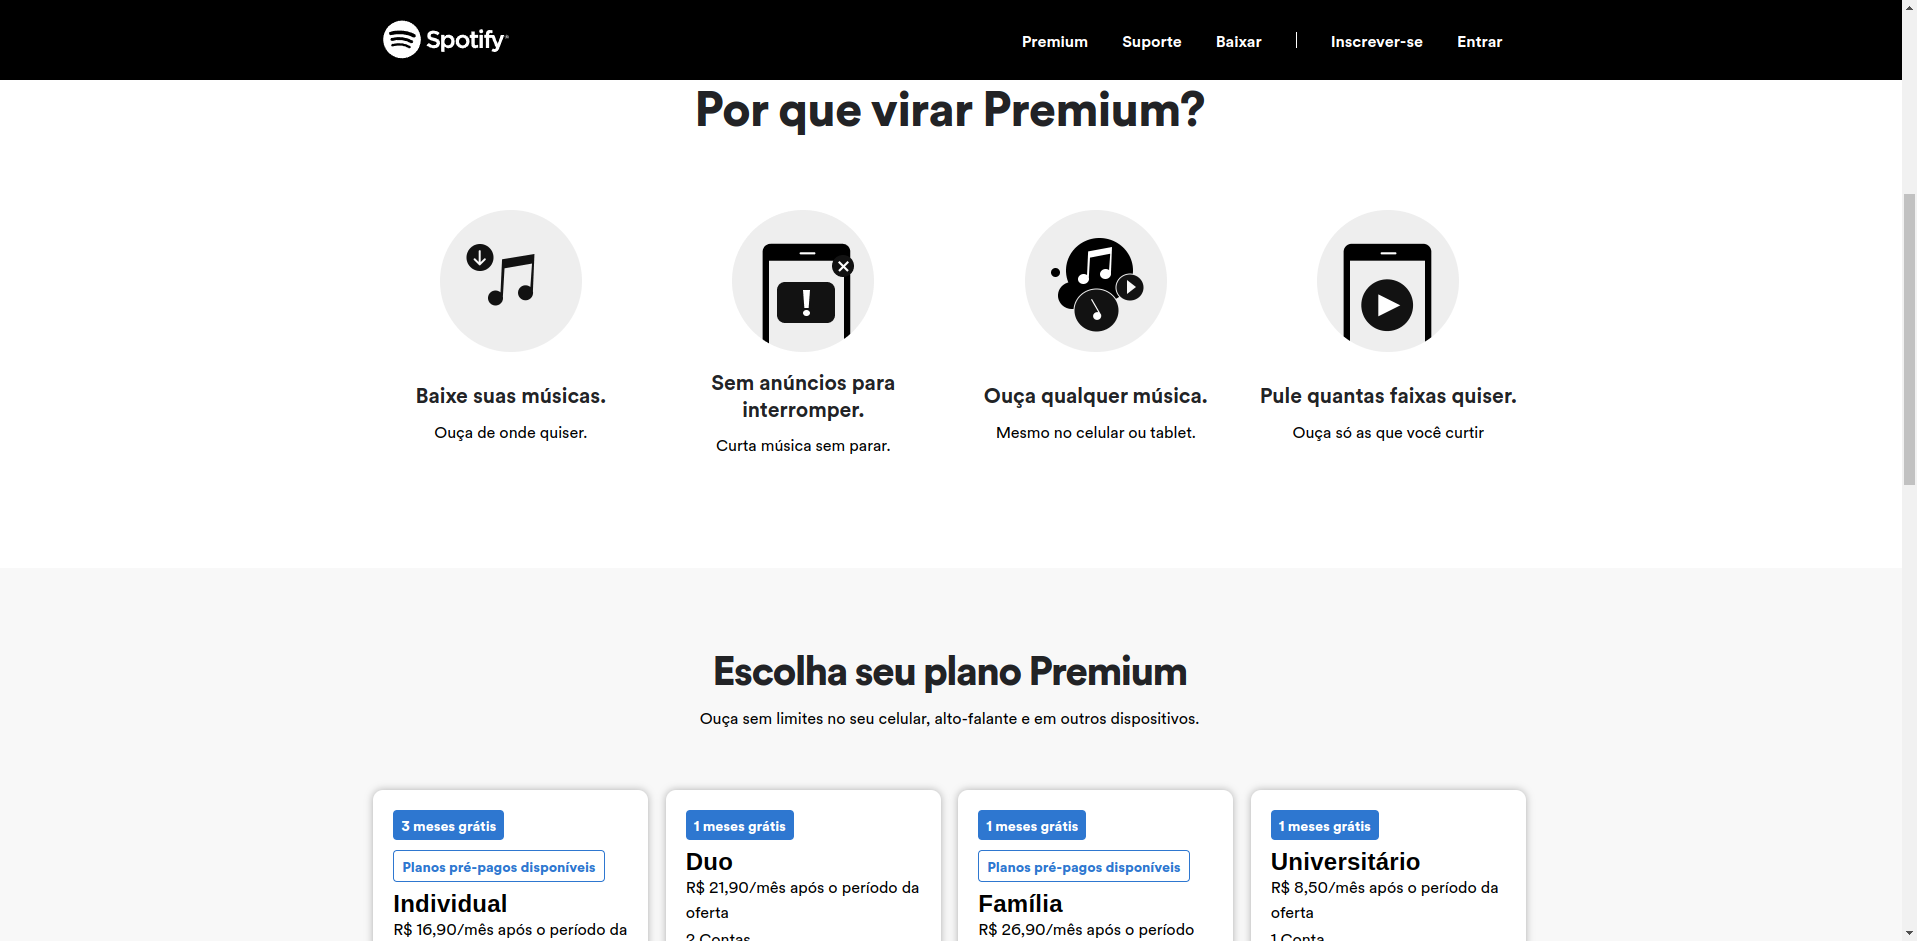 Spotify®
Premium
Suporte
Baixar
Inscrever-se
Entrar
Por que virar Premium?
Baixe suas músicas.
Ouça de onde quiser.
Sem anúncios para
interromper.
Curta música sem parar.
Ouça qualquer música.
Mesmo no celular ou tablet.
Pule quantas faixas quiser.
Ouça só as que você curtir
Escolha seu plano Premium
Ouça sem limites no seu celular, alto-falante e em outros dispositivos.
3 meses grátis
Planos pré-pagos disponíveis
Individual
R$ 16,90/mês após o período da
1 meses grátis
Duo
R$ 21,90/mês após o período da
oferta
2 Contas
1 meses grátis
Planos pré-pagos disponíveis
Família
R$ 26,90/mês após o período
1 meses grátis
Universitário
R$ 8,50/mês após o período da
oferta
1 Conta